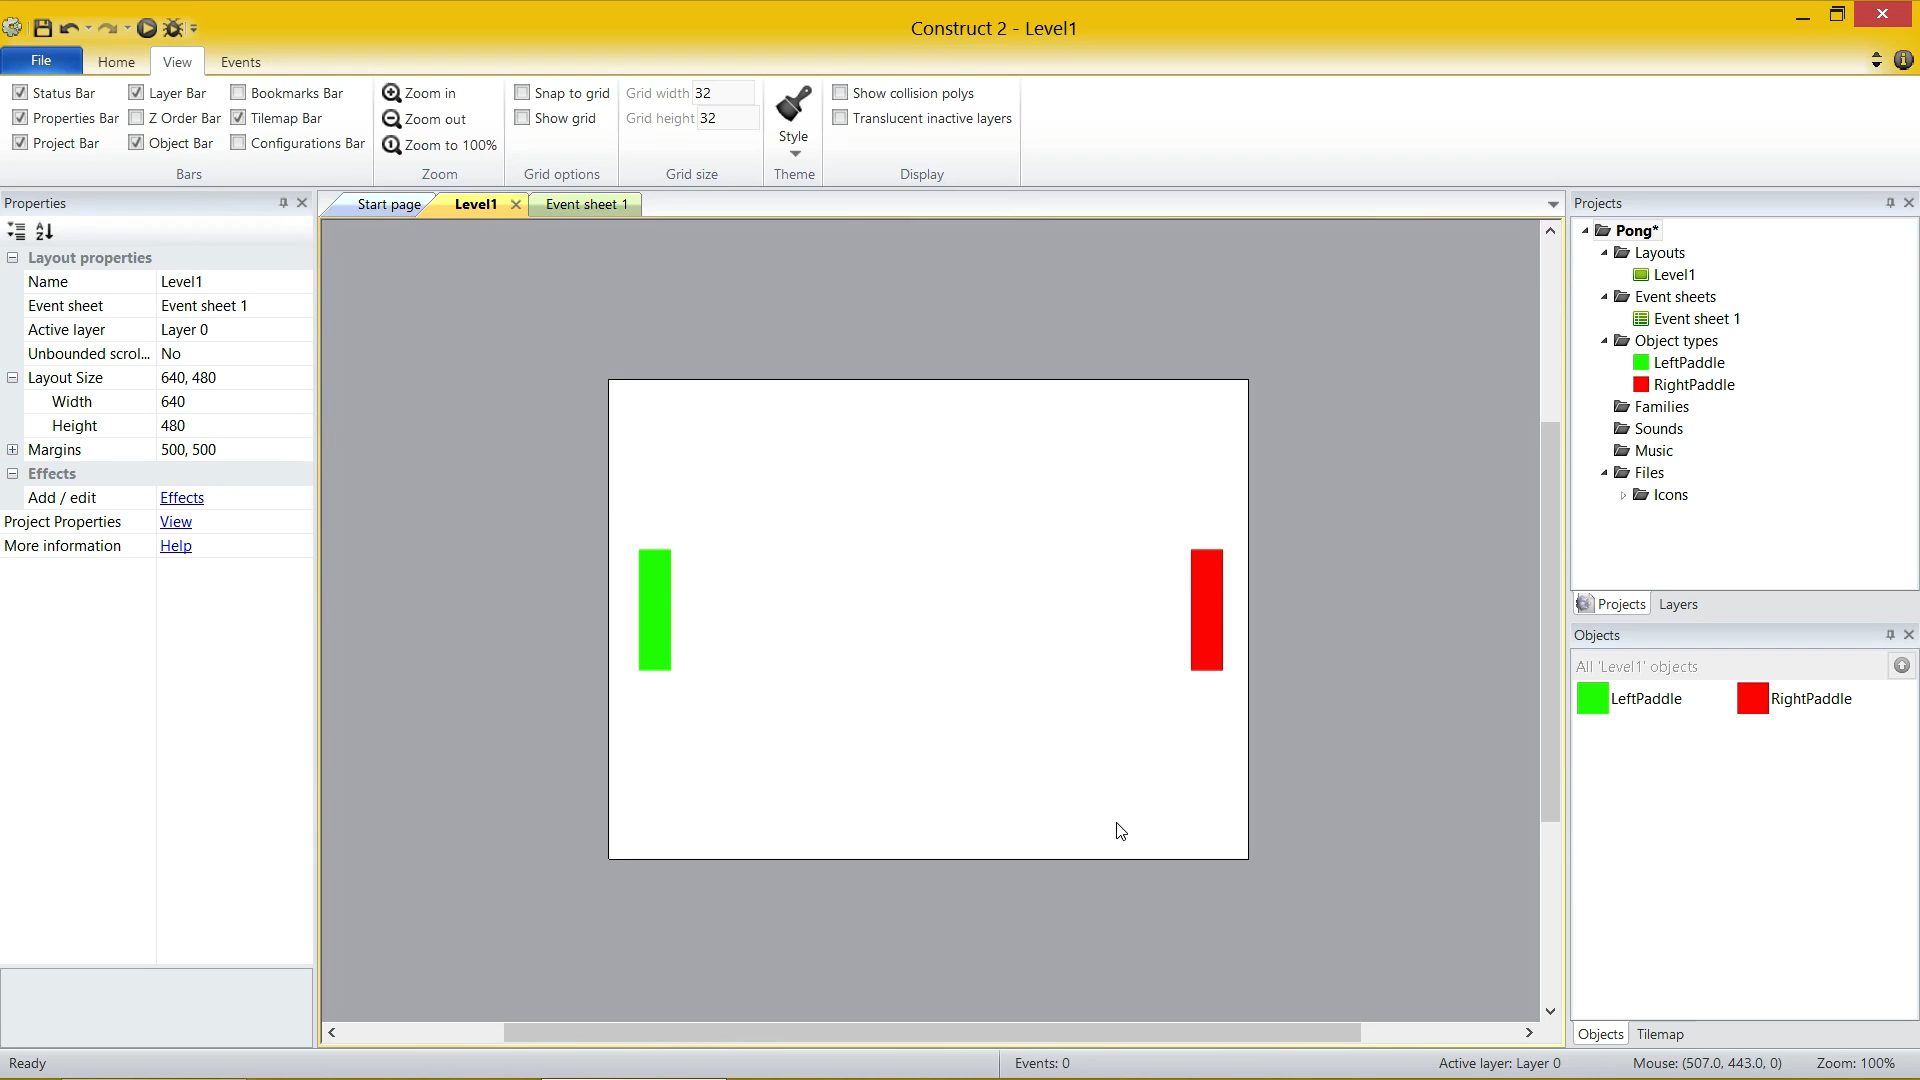 Construct 2 - Level1
File Home View Events
Status Bar Layer Bar Bookmarks Bar Zoom in Snap to grid Grid width 32 Show collision polys
Properties Bar Z Order Bar Tilemap Bar Zoom out Show grid Grid height 32 Translucent inactive layers
Project Bar Object Bar Configurations Bar Zoom to 100% Style
Bars Zoom Grid options Grid size Theme Display
Properties Start page Level1 Event sheet 1 Projects
Layout properties
Name Level1
Event sheet Event sheet 1
Active layer Layer 0
Unbounded scrol... No
Layout Size 640, 480
Width 640
Height 480
Margins 500, 500
Effects
Add / edit Effects
Project Properties View
More information Help
Pong*
Layouts
Level1
Event sheets
Event sheet 1
Object types
LeftPaddle
RightPaddle
Families
Sounds
Music
Files
Icons
Projects Layers
Objects
All 'Level1' objects
LeftPaddle RightPaddle
Objects Tilemap
Ready Events: 0 Active layer: Layer 0 Mouse: (507.0, 443.0, 0) Zoom: 100%